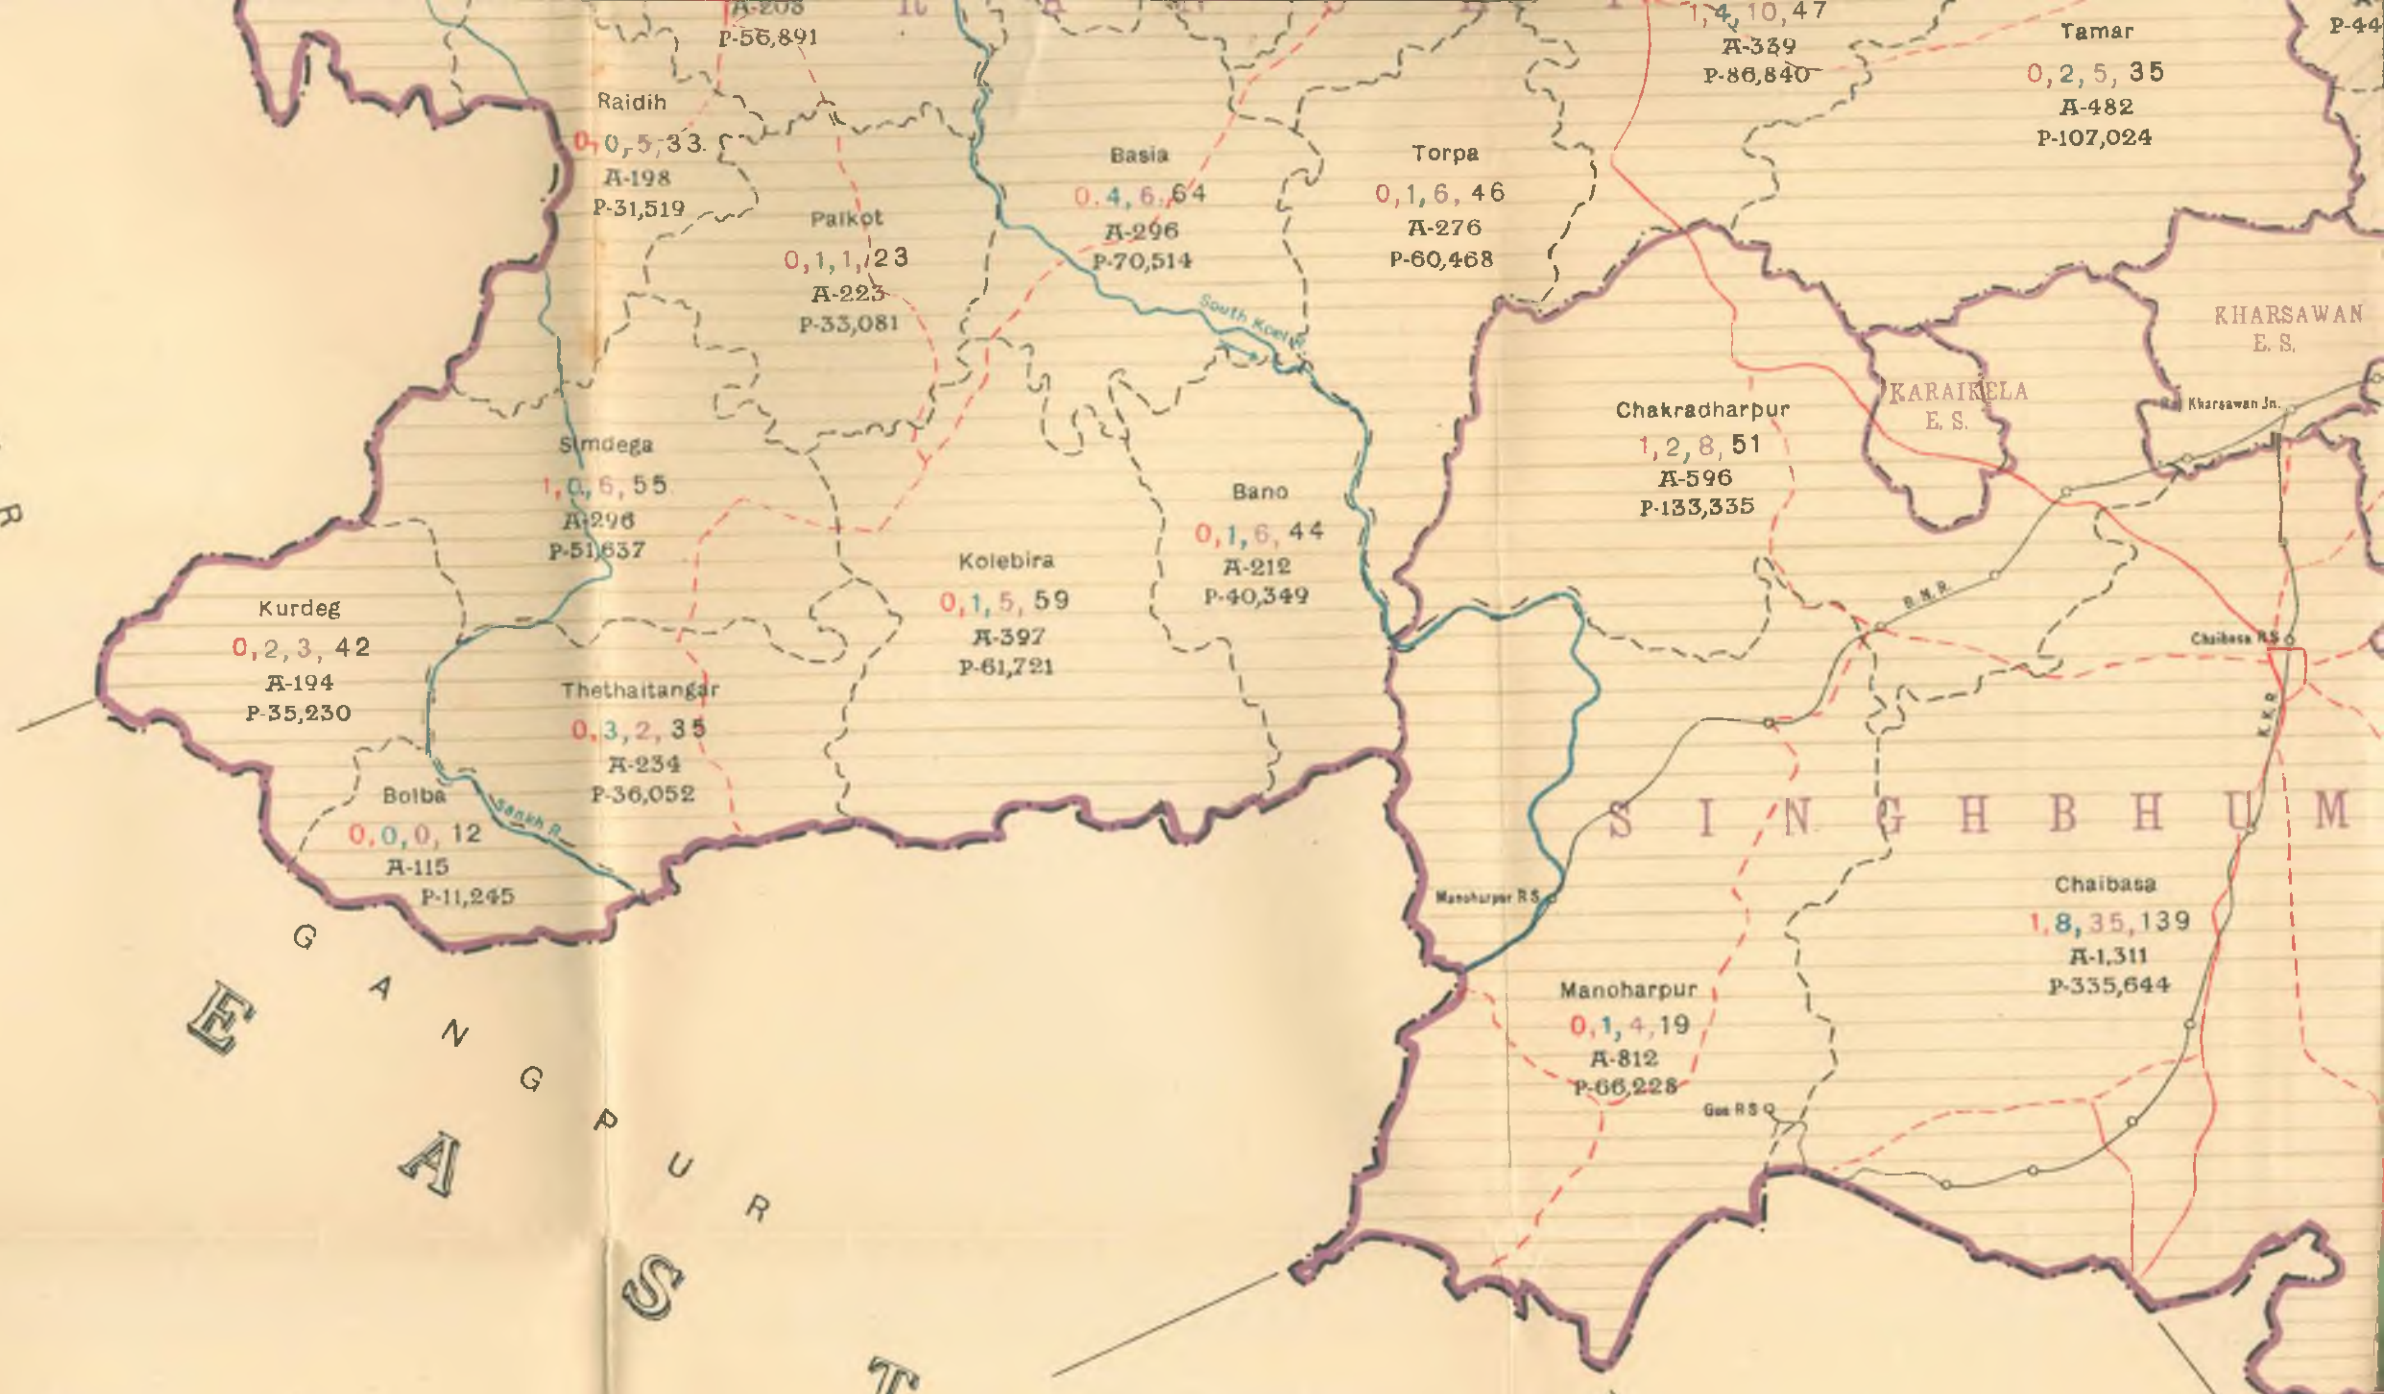 A-203
P-56,891
1, 4, 10, 47
A-339
P-86,840
Tamar
0, 2, 5, 35
A-482
P-107,024
P-44
Raidih
0, 0, 5, 33.
A-198
P-31,519
Palkot
0, 1, 1, 23
A-223
P-33,081
Basia
0. 4, 6, 64
A-296
P-70,514
Torpa
0, 1, 6, 46
A-276
P-60,468
South Koel R.
KHARSAWAN
E. S.
KARAIKELA
E. S.
Kharsawan Jn.
Chakradharpur
1, 2, 8, 51
A-596
P-133,335
Simdega
1, 0, 6, 55
A-296
P-51,637
Bano
0, 1, 6, 44
A-212
P-40,349
Kolebira
0, 1, 5, 59
A-397
P-61,721
B. N. R.
R
Kurdeg
0, 2, 3, 42
A-194
P-35,230
Thethaitangar
0, 3, 2, 35
A-234
P-36,052
Chaibasa R S
Bolba
0, 0, 0, 12
A-115
P-11,245
Sankh R.
SINGHBHUM
Manoharpur R S
Chaibasa
1, 8, 35, 139
A-1,311
P-335,644
Manoharpur
0, 1, 4, 19
A-812
P-66,228
Gua R S
GANGPUR
EAST